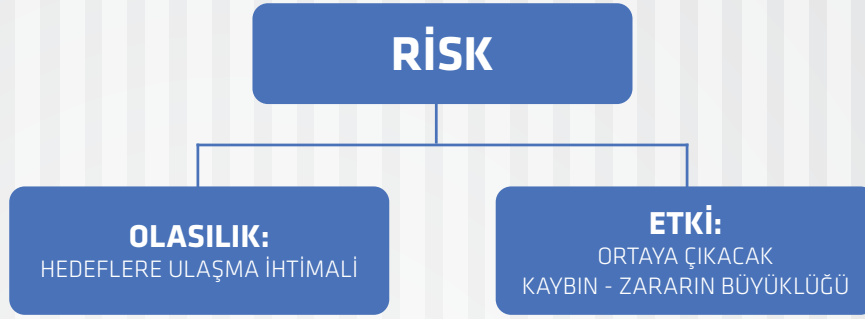 RİSK
OLASILIK:
HEDEFLERE ULAŞMA İHTİMALİ
ETKİ:
ORTAYA ÇIKACAK
KAYBIN - ZARARIN BÜYÜKLÜĞÜ